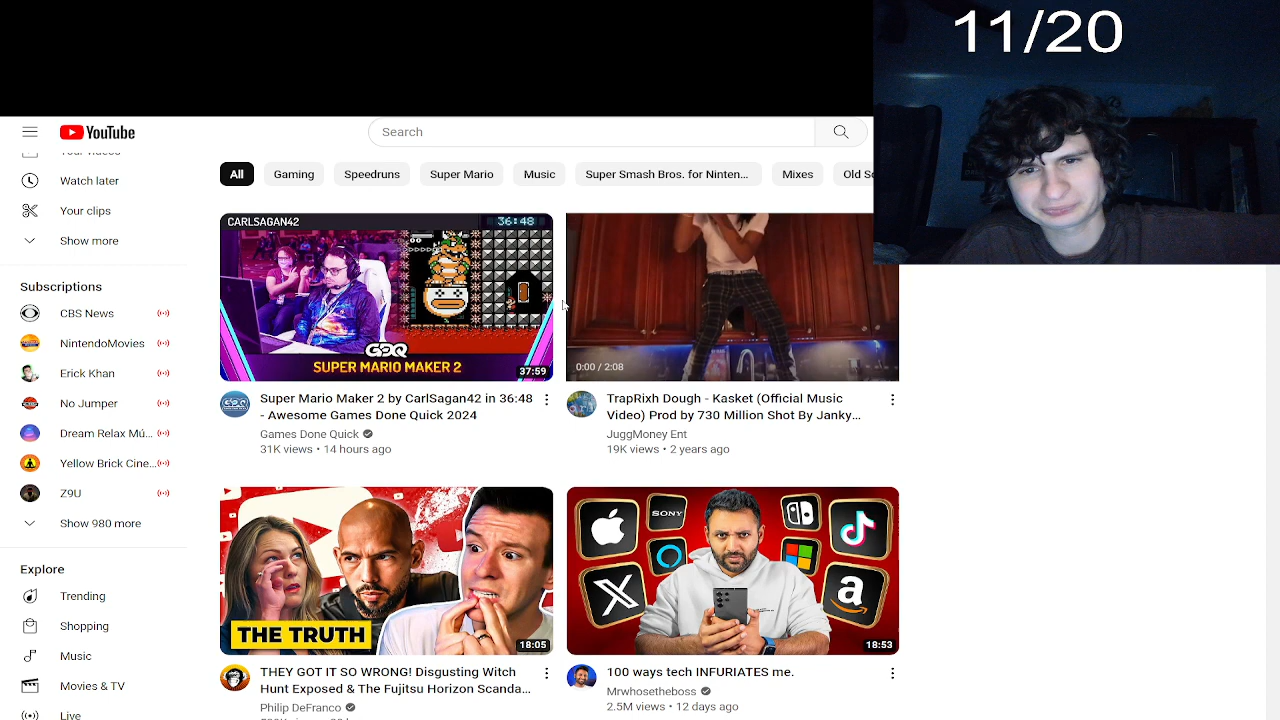 11/20
YouTube
Search
Your videos
Watch later
Your clips
Show more
Subscriptions
CBS News
NintendoMovies
Erick Khan
No Jumper
Dream Relax Mú...
Yellow Brick Cine...
Z9U
Show 980 more
Explore
Trending
Shopping
Music
Movies & TV
Live
All
Gaming
Speedruns
Super Mario
Music
Super Smash Bros. for Ninten...
Mixes
CARLSAGAN42
36:48
GDQ
SUPER MARIO MAKER 2
37:59
Super Mario Maker 2 by CarlSagan42 in 36:48
- Awesome Games Done Quick 2024
Games Done Quick
31K views • 14 hours ago
0:00 / 2:08
TrapRixh Dough - Kasket (Official Music
Video) Prod by 730 Million Shot By Janky...
JuggMoney Ent
19K views • 2 years ago
THE TRUTH
18:05
THEY GOT IT SO WRONG! Disgusting Witch
Hunt Exposed & The Fujitsu Horizon Scanda...
Philip DeFranco
SONY
X
a
18:53
100 ways tech INFURIATES me.
Mrwhosetheboss
2.5M views • 12 days ago